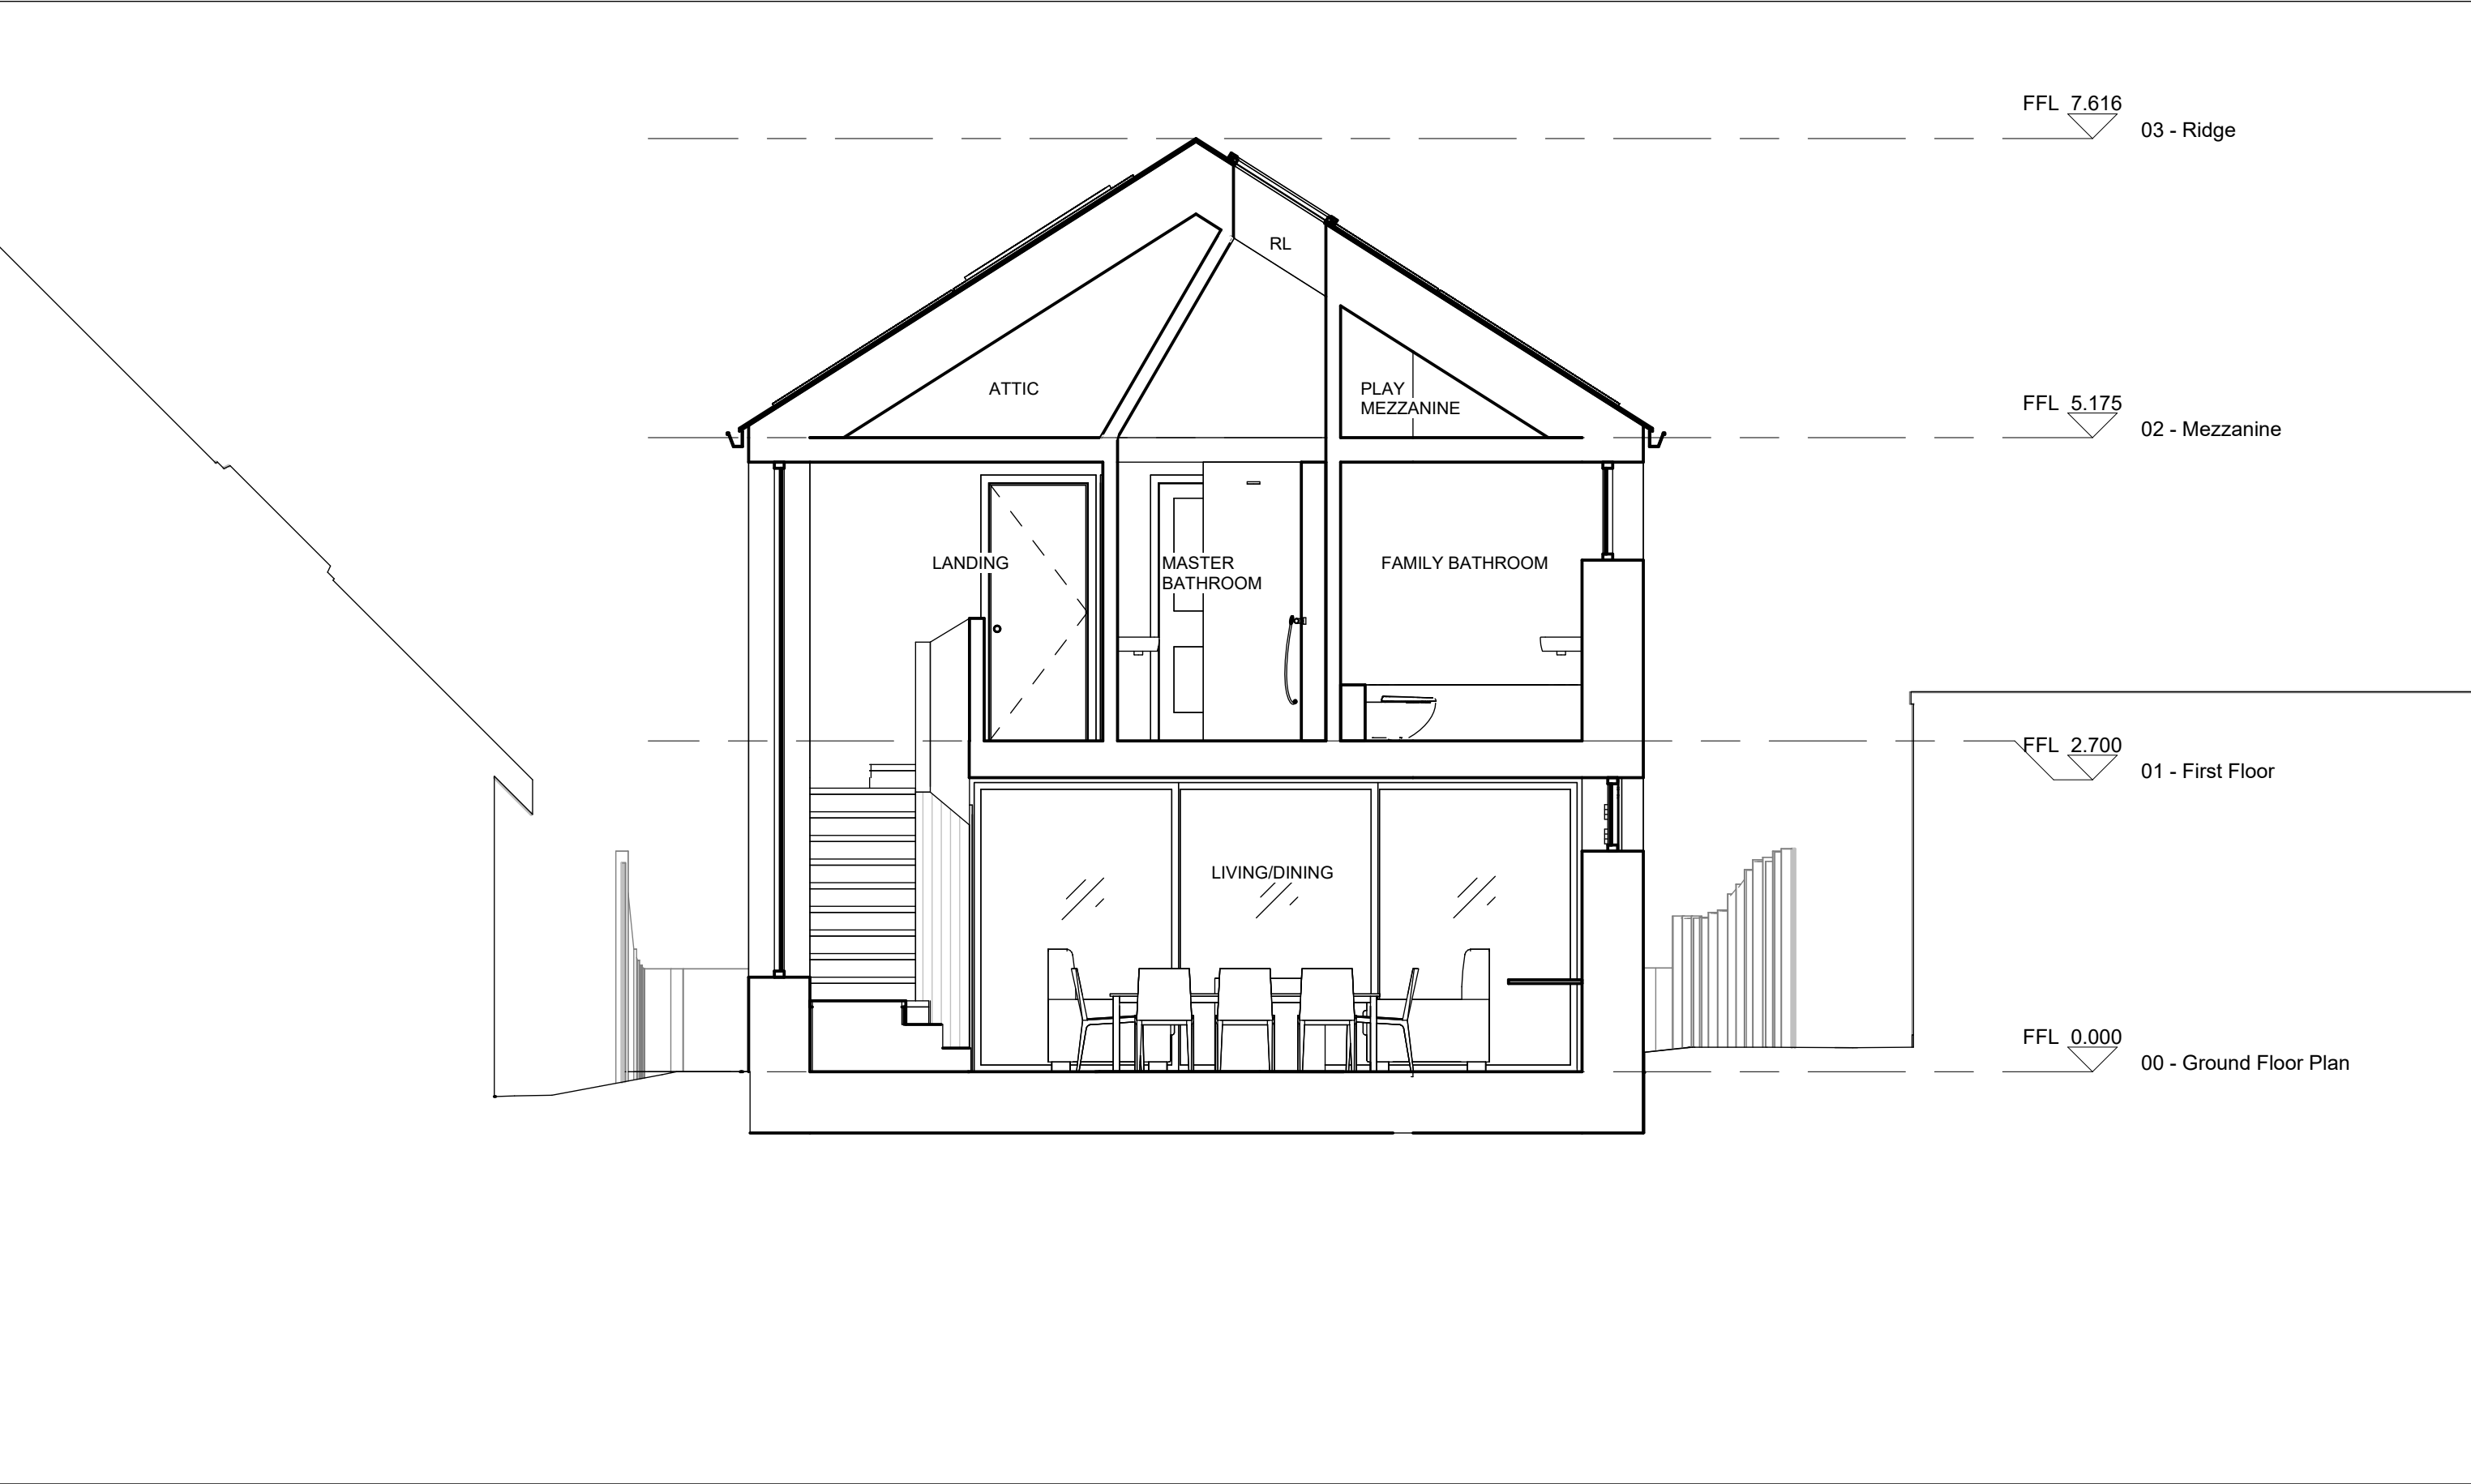 FFL 7.616
03 - Ridge
RL
ATTIC
PLAY
MEZZANINE
FFL 5.175
02 - Mezzanine
LANDING
MASTER
BATHROOM
FAMILY BATHROOM
FFL 2.700
01 - First Floor
LIVING/DINING
FFL 0.000
00 - Ground Floor Plan